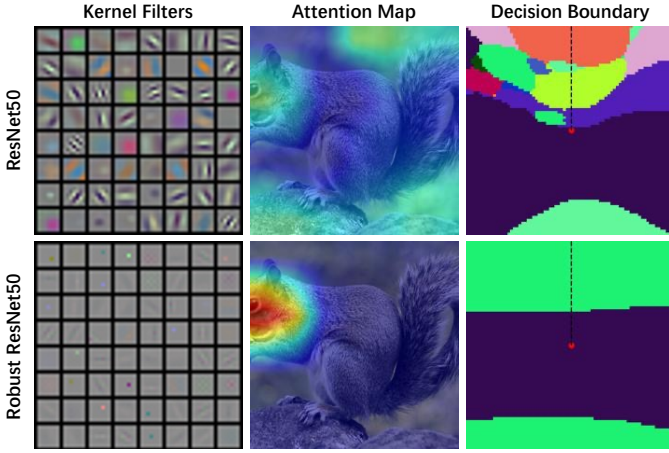 Kernel Filters
Attention Map
Decision Boundary
ResNet50
Robust ResNet50